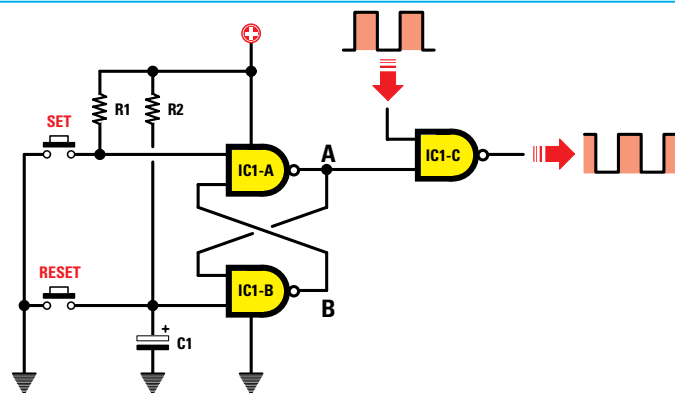 SET
R1
R2
IC1-A
A
IC1-C
RESET
IC1-B
B
+
C1